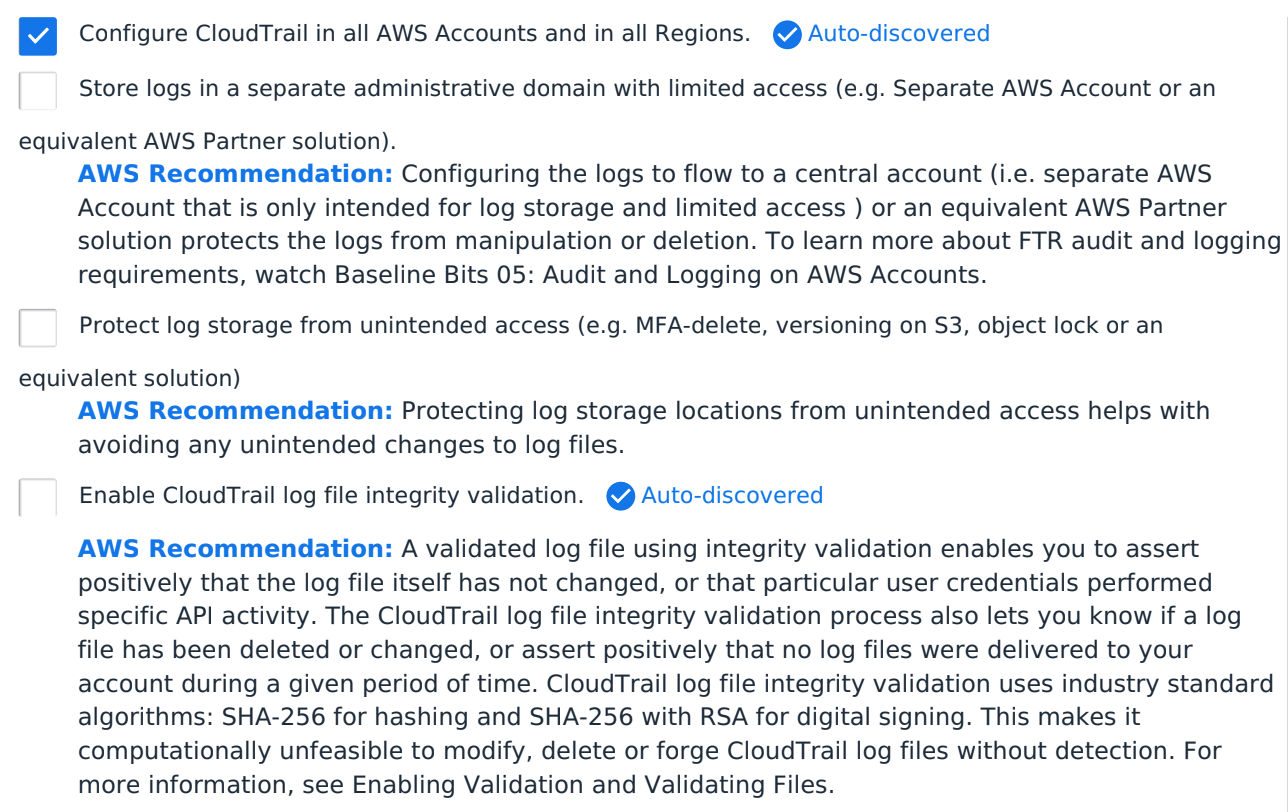 Configure CloudTrail in all AWS Accounts and in all Regions. Auto-discovered
Store logs in a separate administrative domain with limited access (e.g. Separate AWS Account or an
equivalent AWS Partner solution).
AWS Recommendation: Configuring the logs to flow to a central account (i.e. separate AWS
Account that is only intended for log storage and limited access ) or an equivalent AWS Partner
solution protects the logs from manipulation or deletion. To learn more about FTR audit and logging
requirements, watch Baseline Bits 05: Audit and Logging on AWS Accounts.
Protect log storage from unintended access (e.g. MFA-delete, versioning on S3, object lock or an
equivalent solution)
AWS Recommendation: Protecting log storage locations from unintended access helps with
avoiding any unintended changes to log files.
Enable CloudTrail log file integrity validation. Auto-discovered
AWS Recommendation: A validated log file using integrity validation enables you to assert
positively that the log file itself has not changed, or that particular user credentials performed
specific API activity. The CloudTrail log file integrity validation process also lets you know if a log
file has been deleted or changed, or assert positively that no log files were delivered to your
account during a given period of time. CloudTrail log file integrity validation uses industry standard
algorithms: SHA-256 for hashing and SHA-256 with RSA for digital signing. This makes it
computationally unfeasible to modify, delete or forge CloudTrail log files without detection. For
more information, see Enabling Validation and Validating Files.